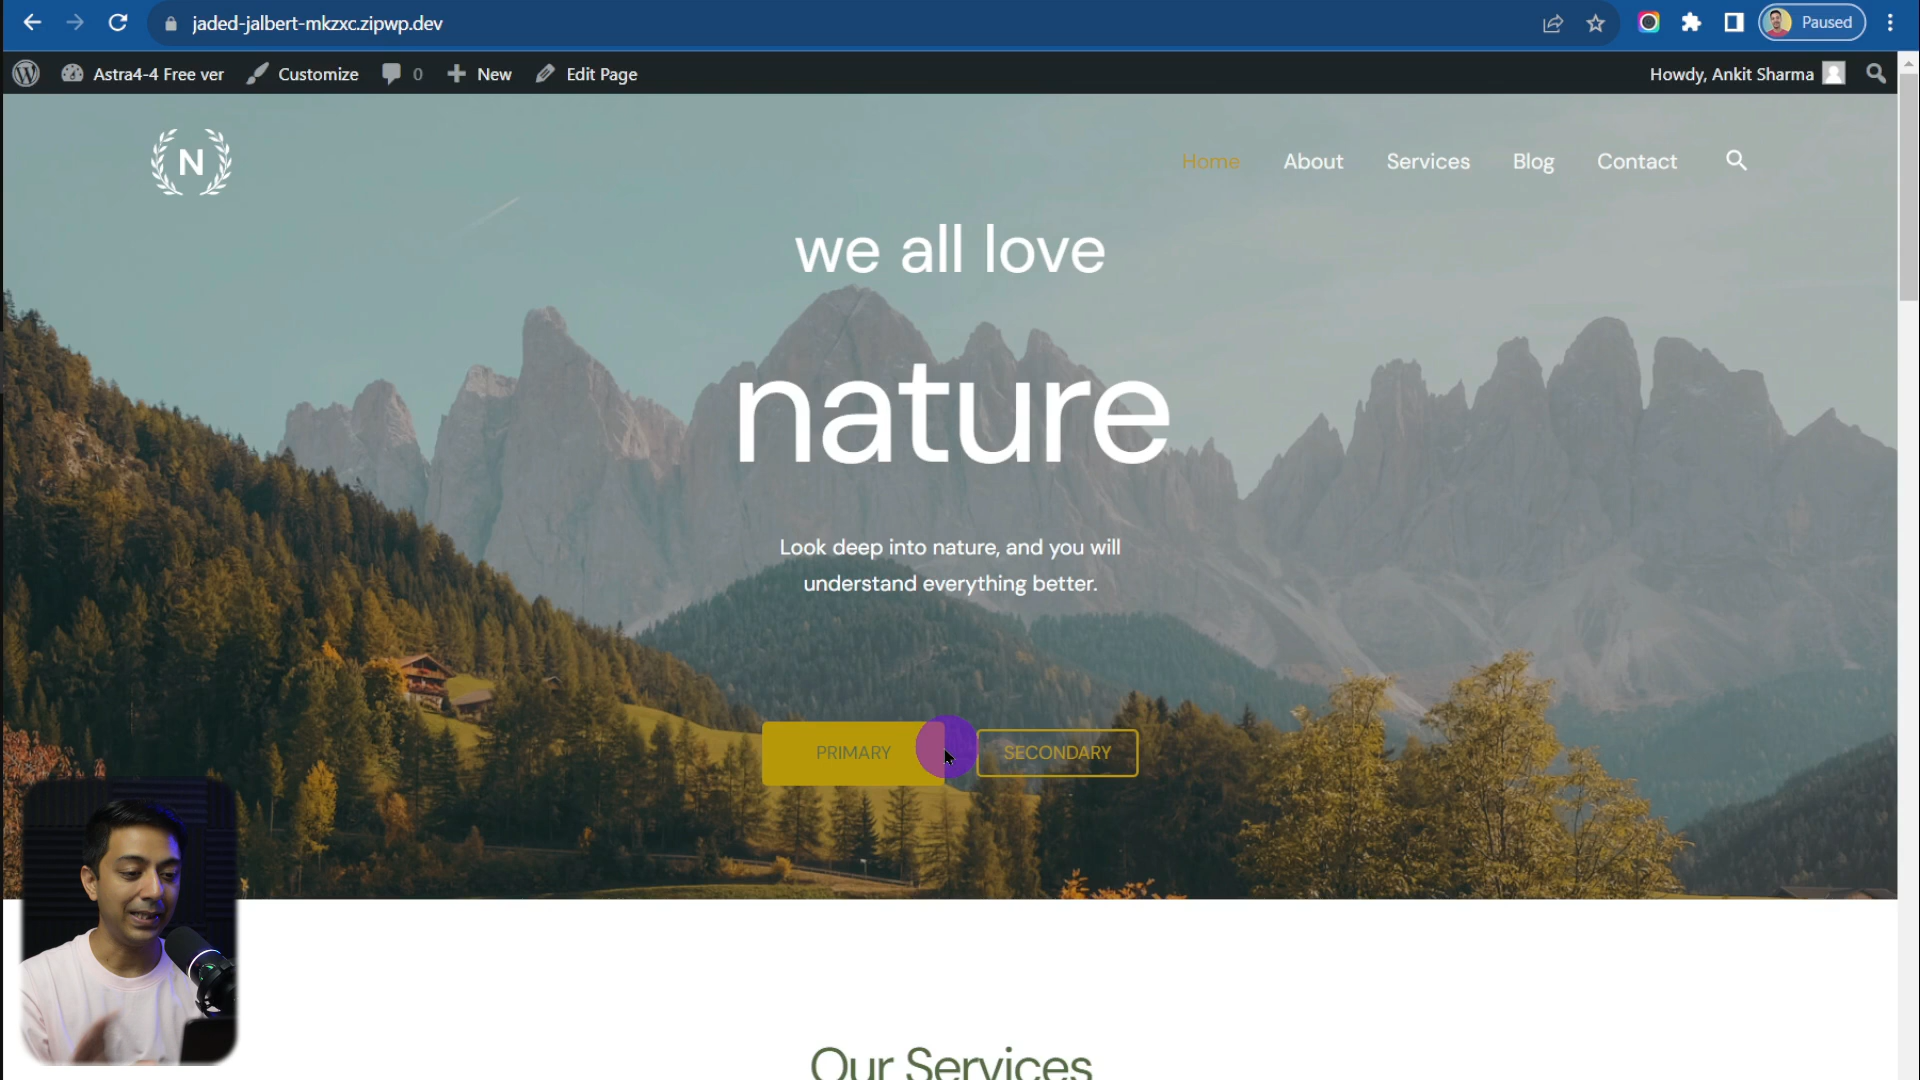 jaded-jalbert-mkzxc.zipwp.dev
Paused
Astra4-4 Free ver
Customize
0
New
Edit Page
Howdy, Ankit Sharma
N
Home
About
Services
Blog
Contact
we all love
nature
Look deep into nature, and you will
understand everything better.
PRIMARY
SECONDARY
Our Services